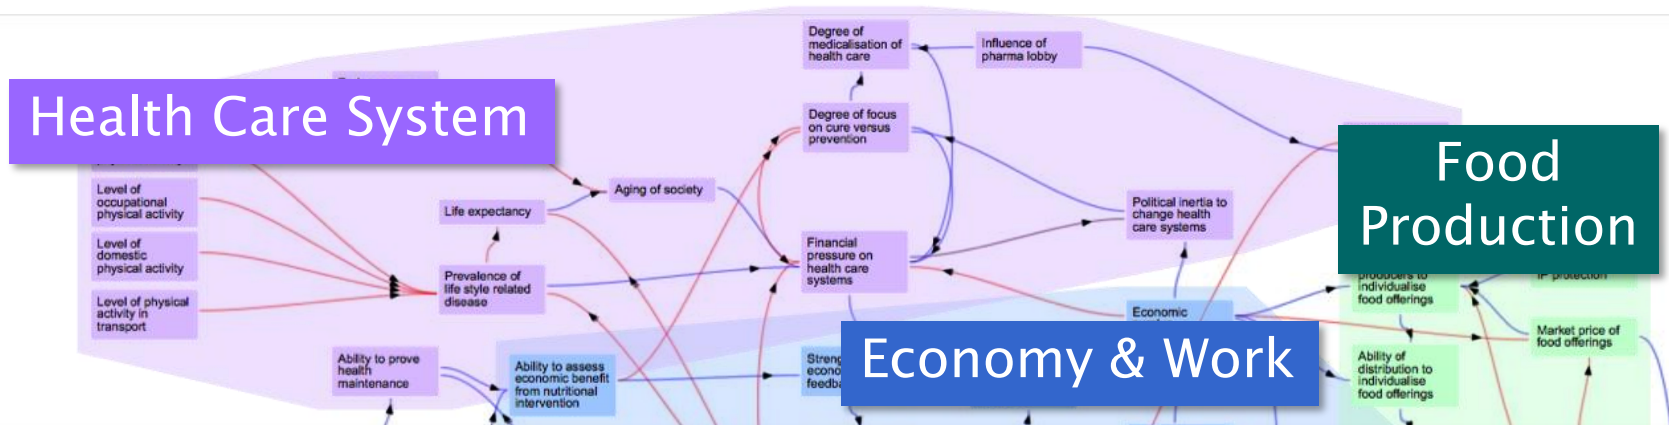 Degree of
medicalisation of
health care
Influence of
pharma lobby
Health Care System
Degree of focus
on cure versus
prevention
Food
Production
Level of
occupational
physical activity
Aging of society
Life expectancy
Political inertia to
change health
care systems
Level of
domestic
physical activity
Financial
pressure on
health care
systems
Prevalence of
life style related
disease
producers to
individualise
food offerings
IP protection
Level of physical
activity in
transport
Economic
Market price of
food offerings
Economy & Work
Ability to prove
health
maintenance
Ability to assess
economic benefit
from nutritional
intervention
Ability of
distribution to
individualise
food offerings